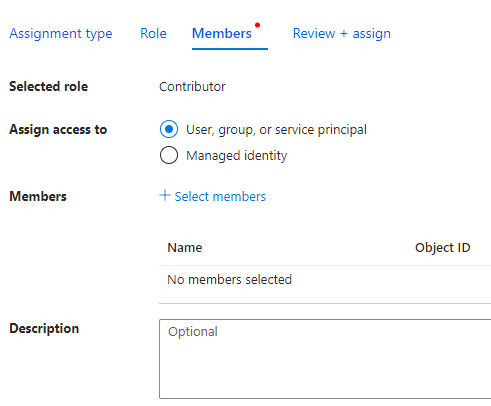 Assignment type Role Members Review + assign
Selected role Contributor
Assign access to User, group, or service principal
Managed identity
Members + Select members
Name Object ID
No members selected
Description Optional